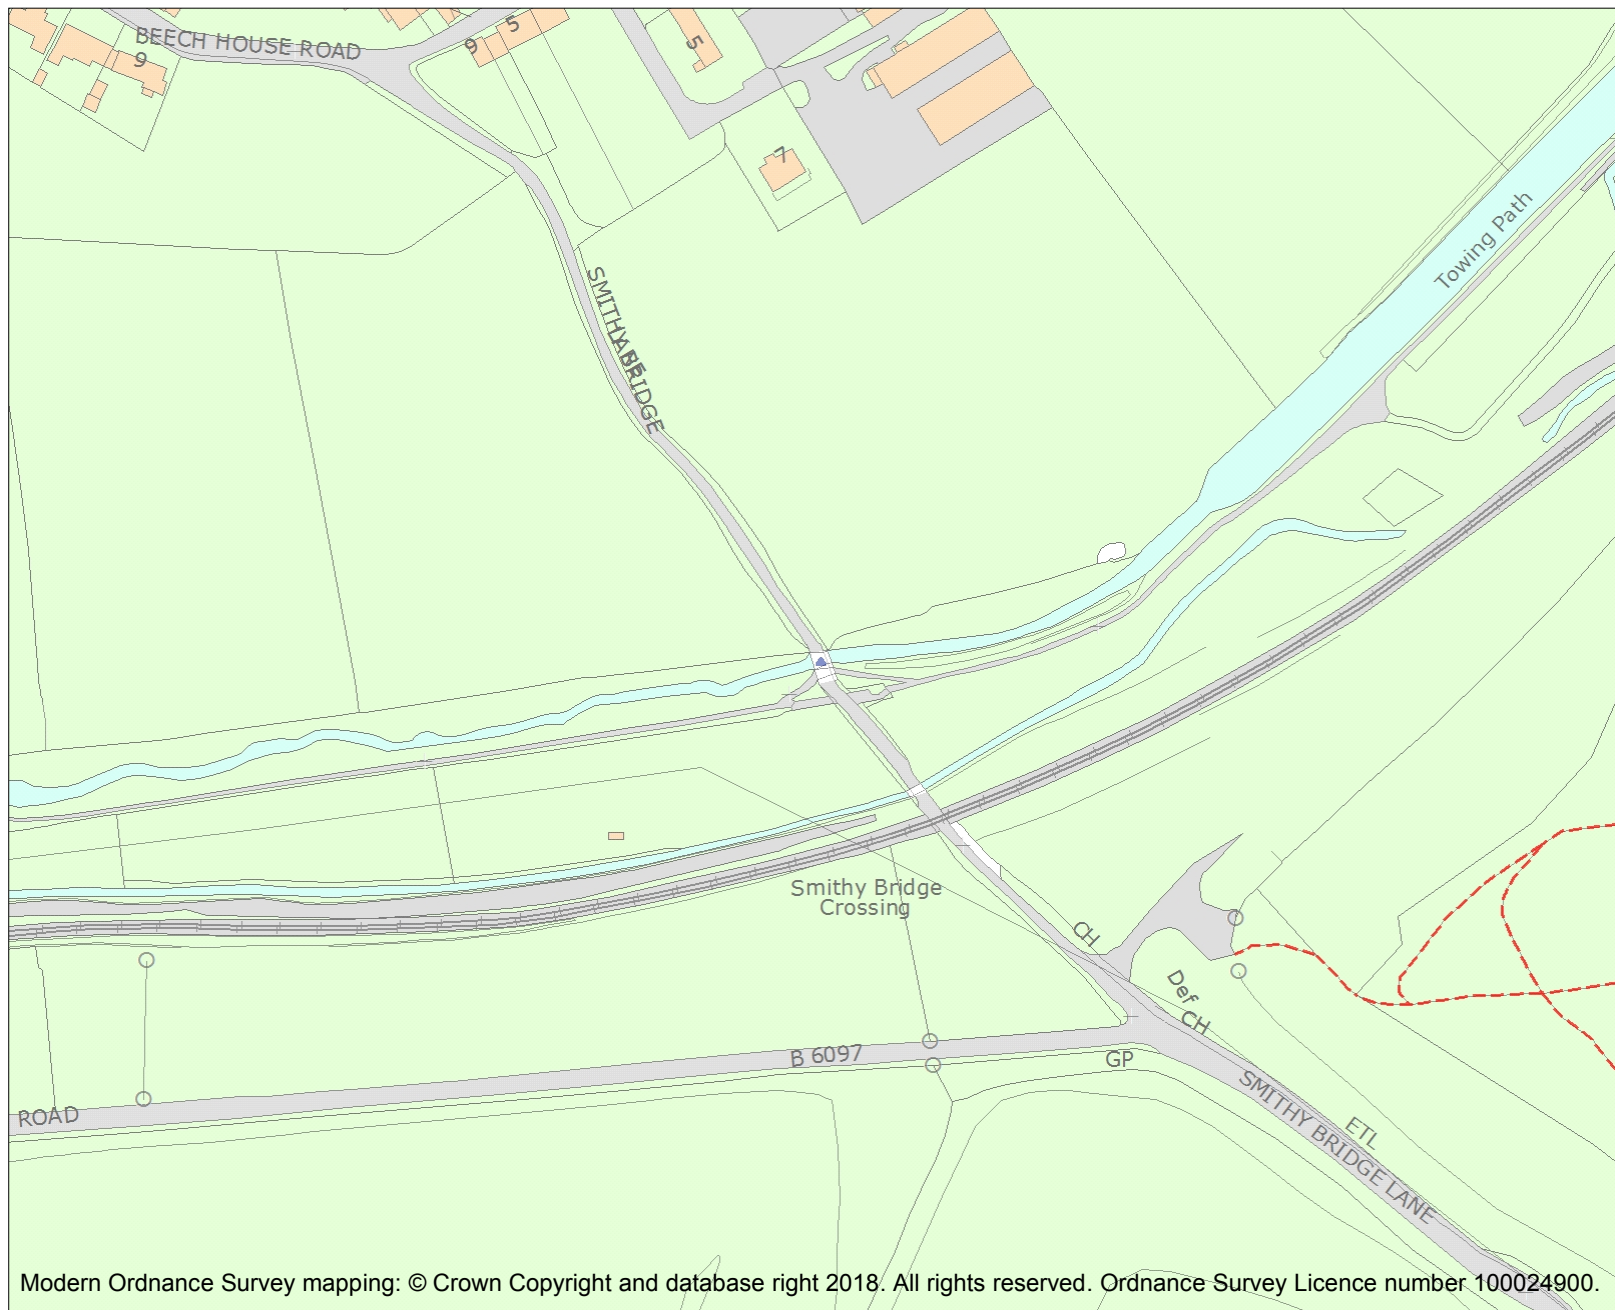 BEECH HOUSE ROAD
9
9
5
5
7
SMITHY BRIDGE
LANE
Towing Path
Smithy Bridge
Crossing
CH
Def
CH
B 6097
GP
ROAD
ETL
SMITHY BRIDGE LANE
Modern Ordnance Survey mapping: © Crown Copyright and database right 2018. All rights reserved. Ordnance Survey Licence number 100024900.